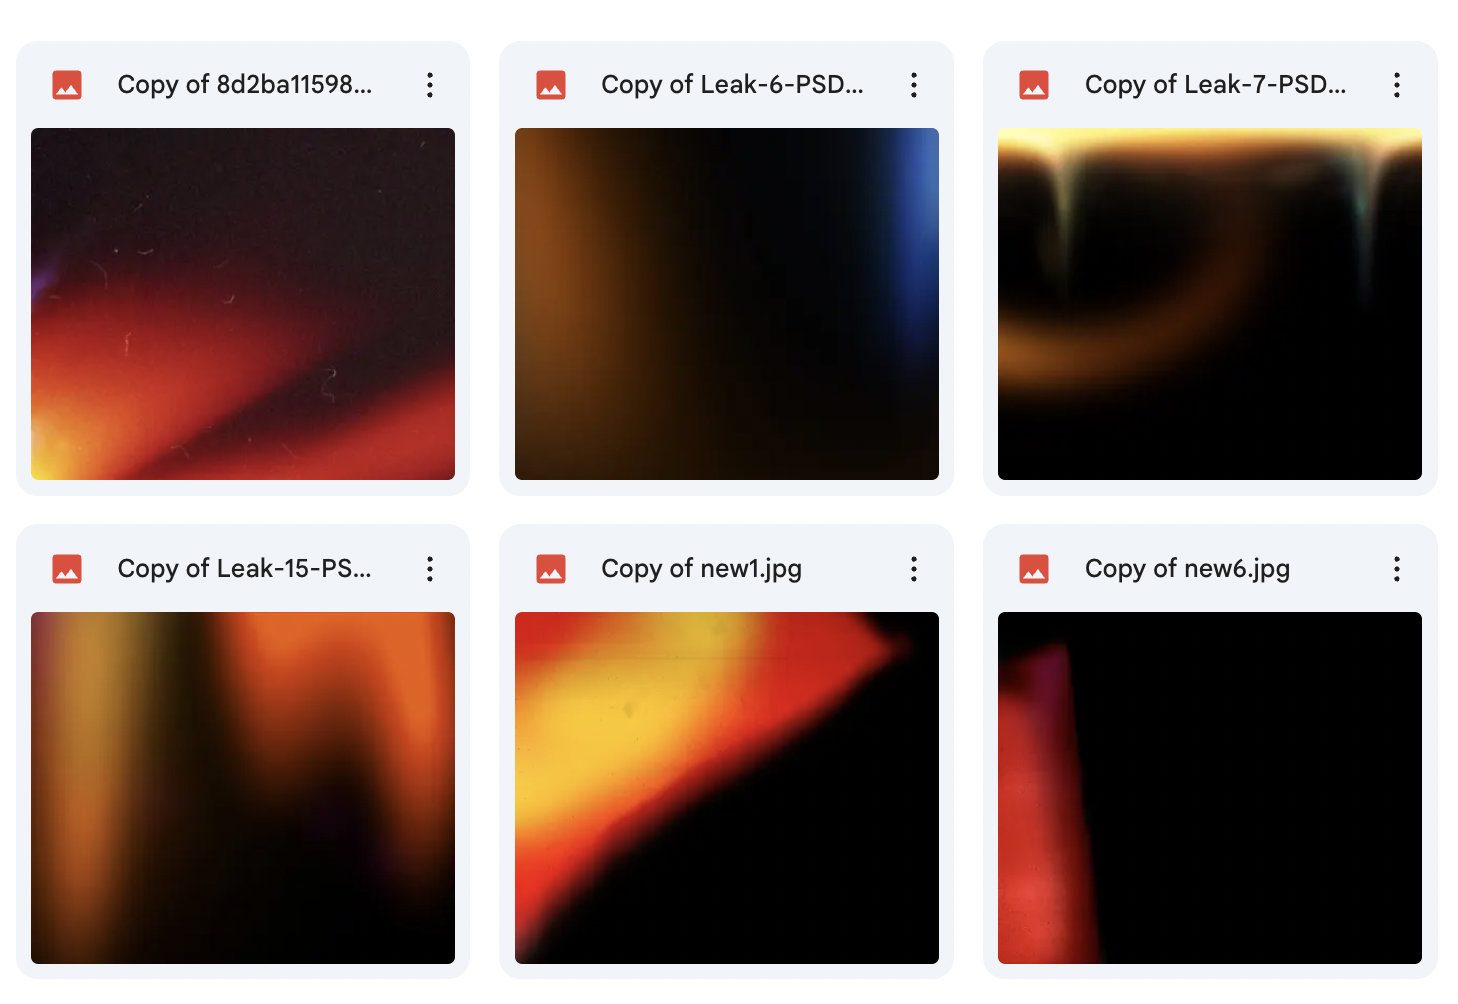 Copy of 8d2ba11598...
Copy of Leak-6-PSD...
Copy of Leak-7-PSD...
Copy of Leak-15-PS...
Copy of new1.jpg
Copy of new6.jpg